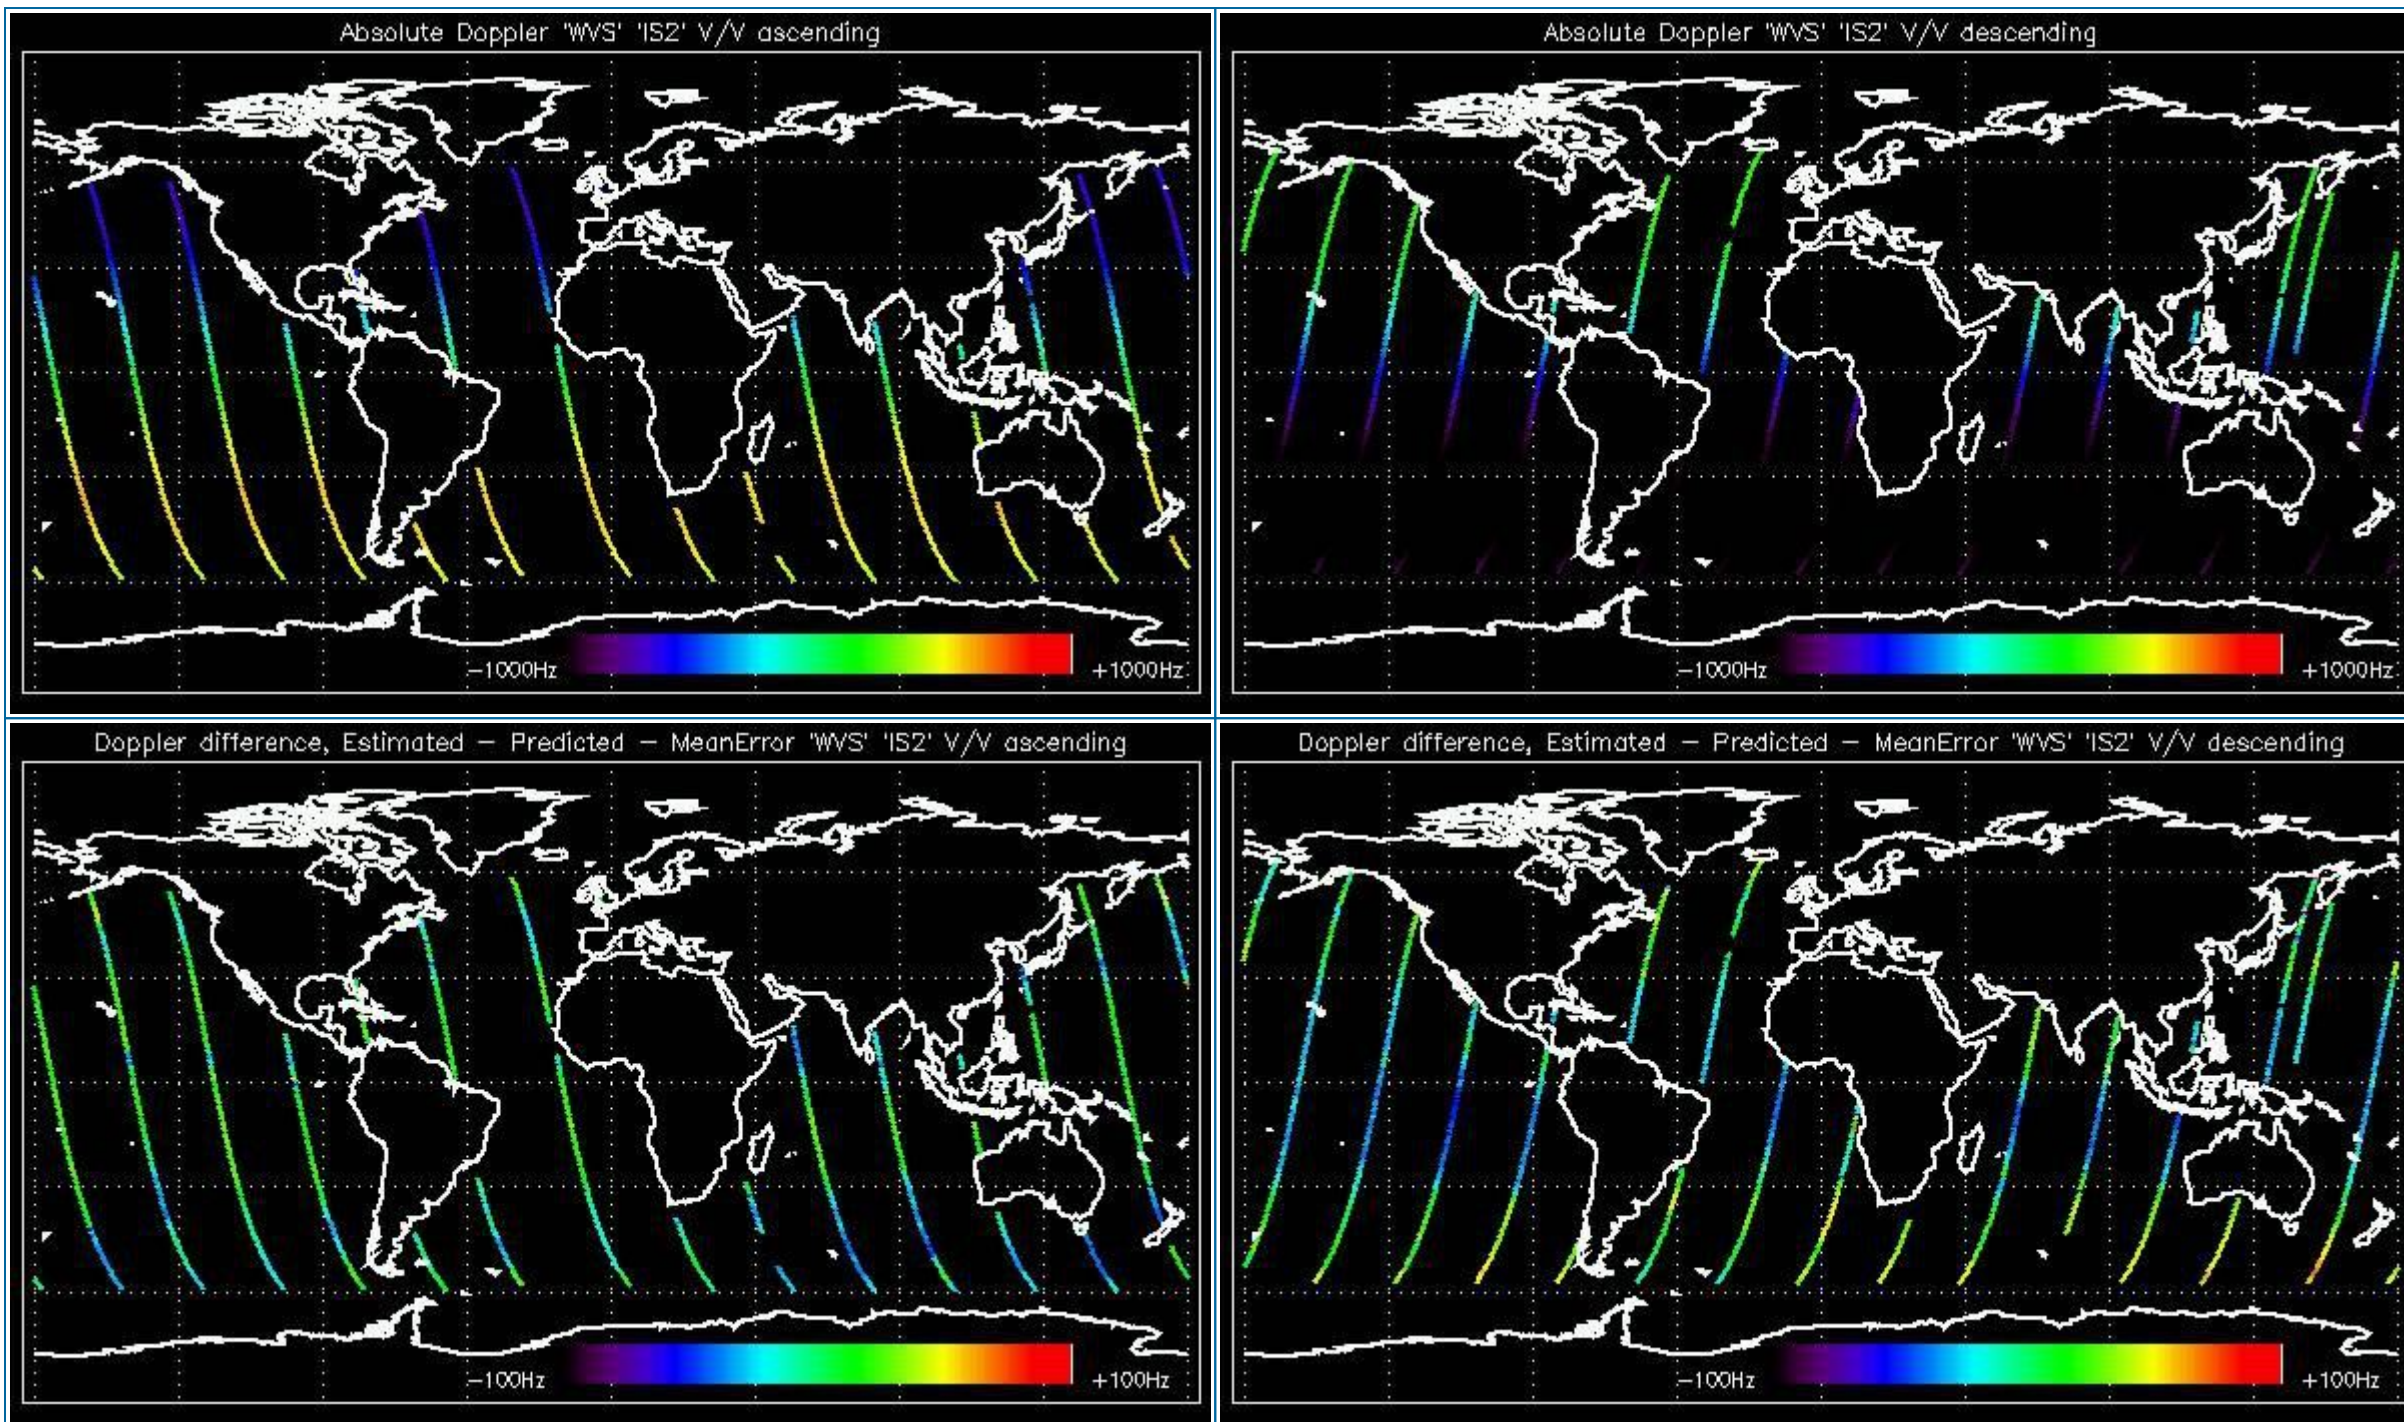 Absolute Doppler 'WVS' 'IS2' V/V ascending
-1000Hz
+1000Hz
Absolute Doppler 'WVS' 'IS2' V/V descending
-1000Hz
+1000Hz
Doppler difference, Estimated - Predicted - MeanError 'WVS' 'IS2' V/V ascending
-100Hz
+100Hz
Doppler difference, Estimated - Predicted - MeanError 'WVS' 'IS2' V/V descending
-100Hz
+100Hz